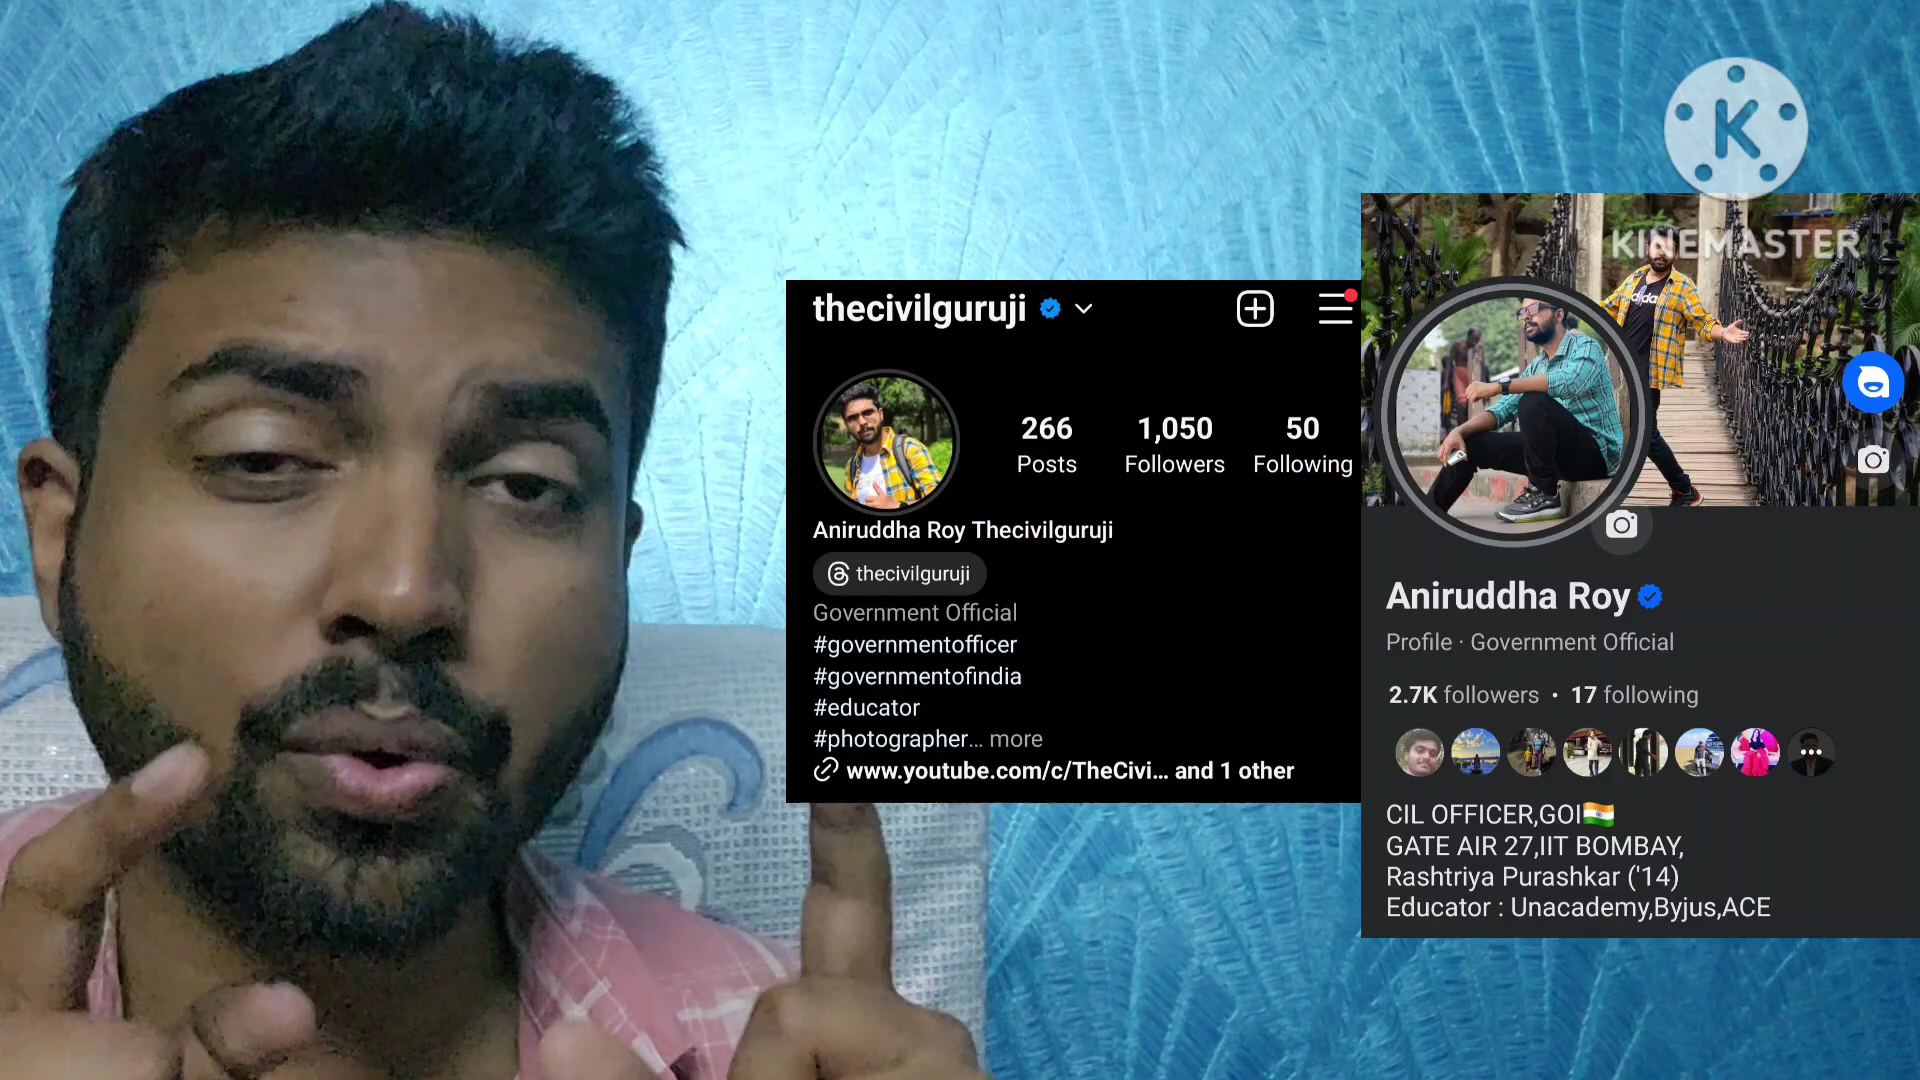 K
KINEMASTER
thecivilguruji
266
1,050
50
Posts
Followers
Following
Aniruddha Roy Thecivilguruji
thecivilguruji
Government Official
#governmentofficer
#governmentofindia
#educator
#photographer... more
www.youtube.com/c/TheCivi... and 1 other
Aniruddha Roy
Profile · Government Official
2.7K followers • 17 following
CIL OFFICER,GOI🇮🇳
GATE AIR 27,IIT BOMBAY,
Rashtriya Purashkar ('14)
Educator : Unacademy,Byjus,ACE